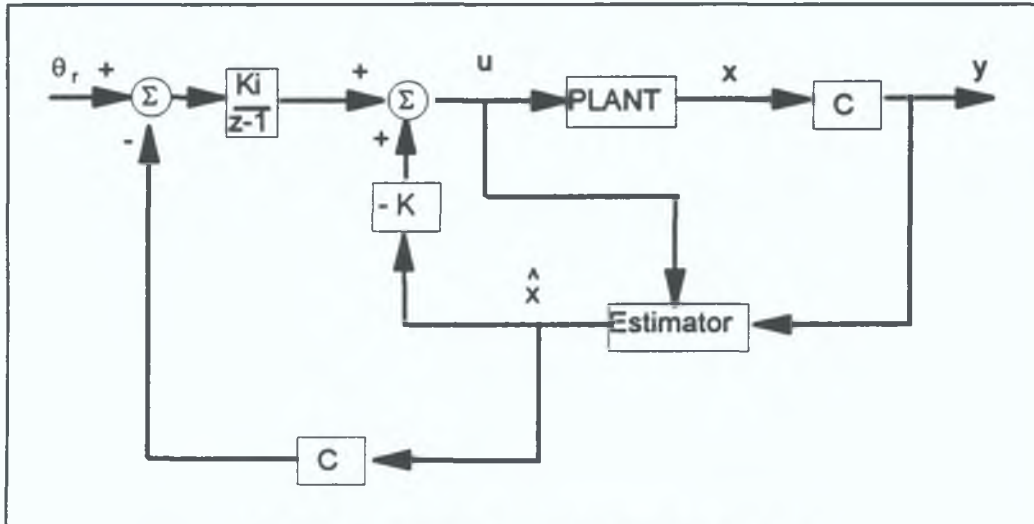 θr +
-
Σ
Ki
z-1
+
Σ
+
- K
u
PLANT
x
C
y
x̂
Estimator
C